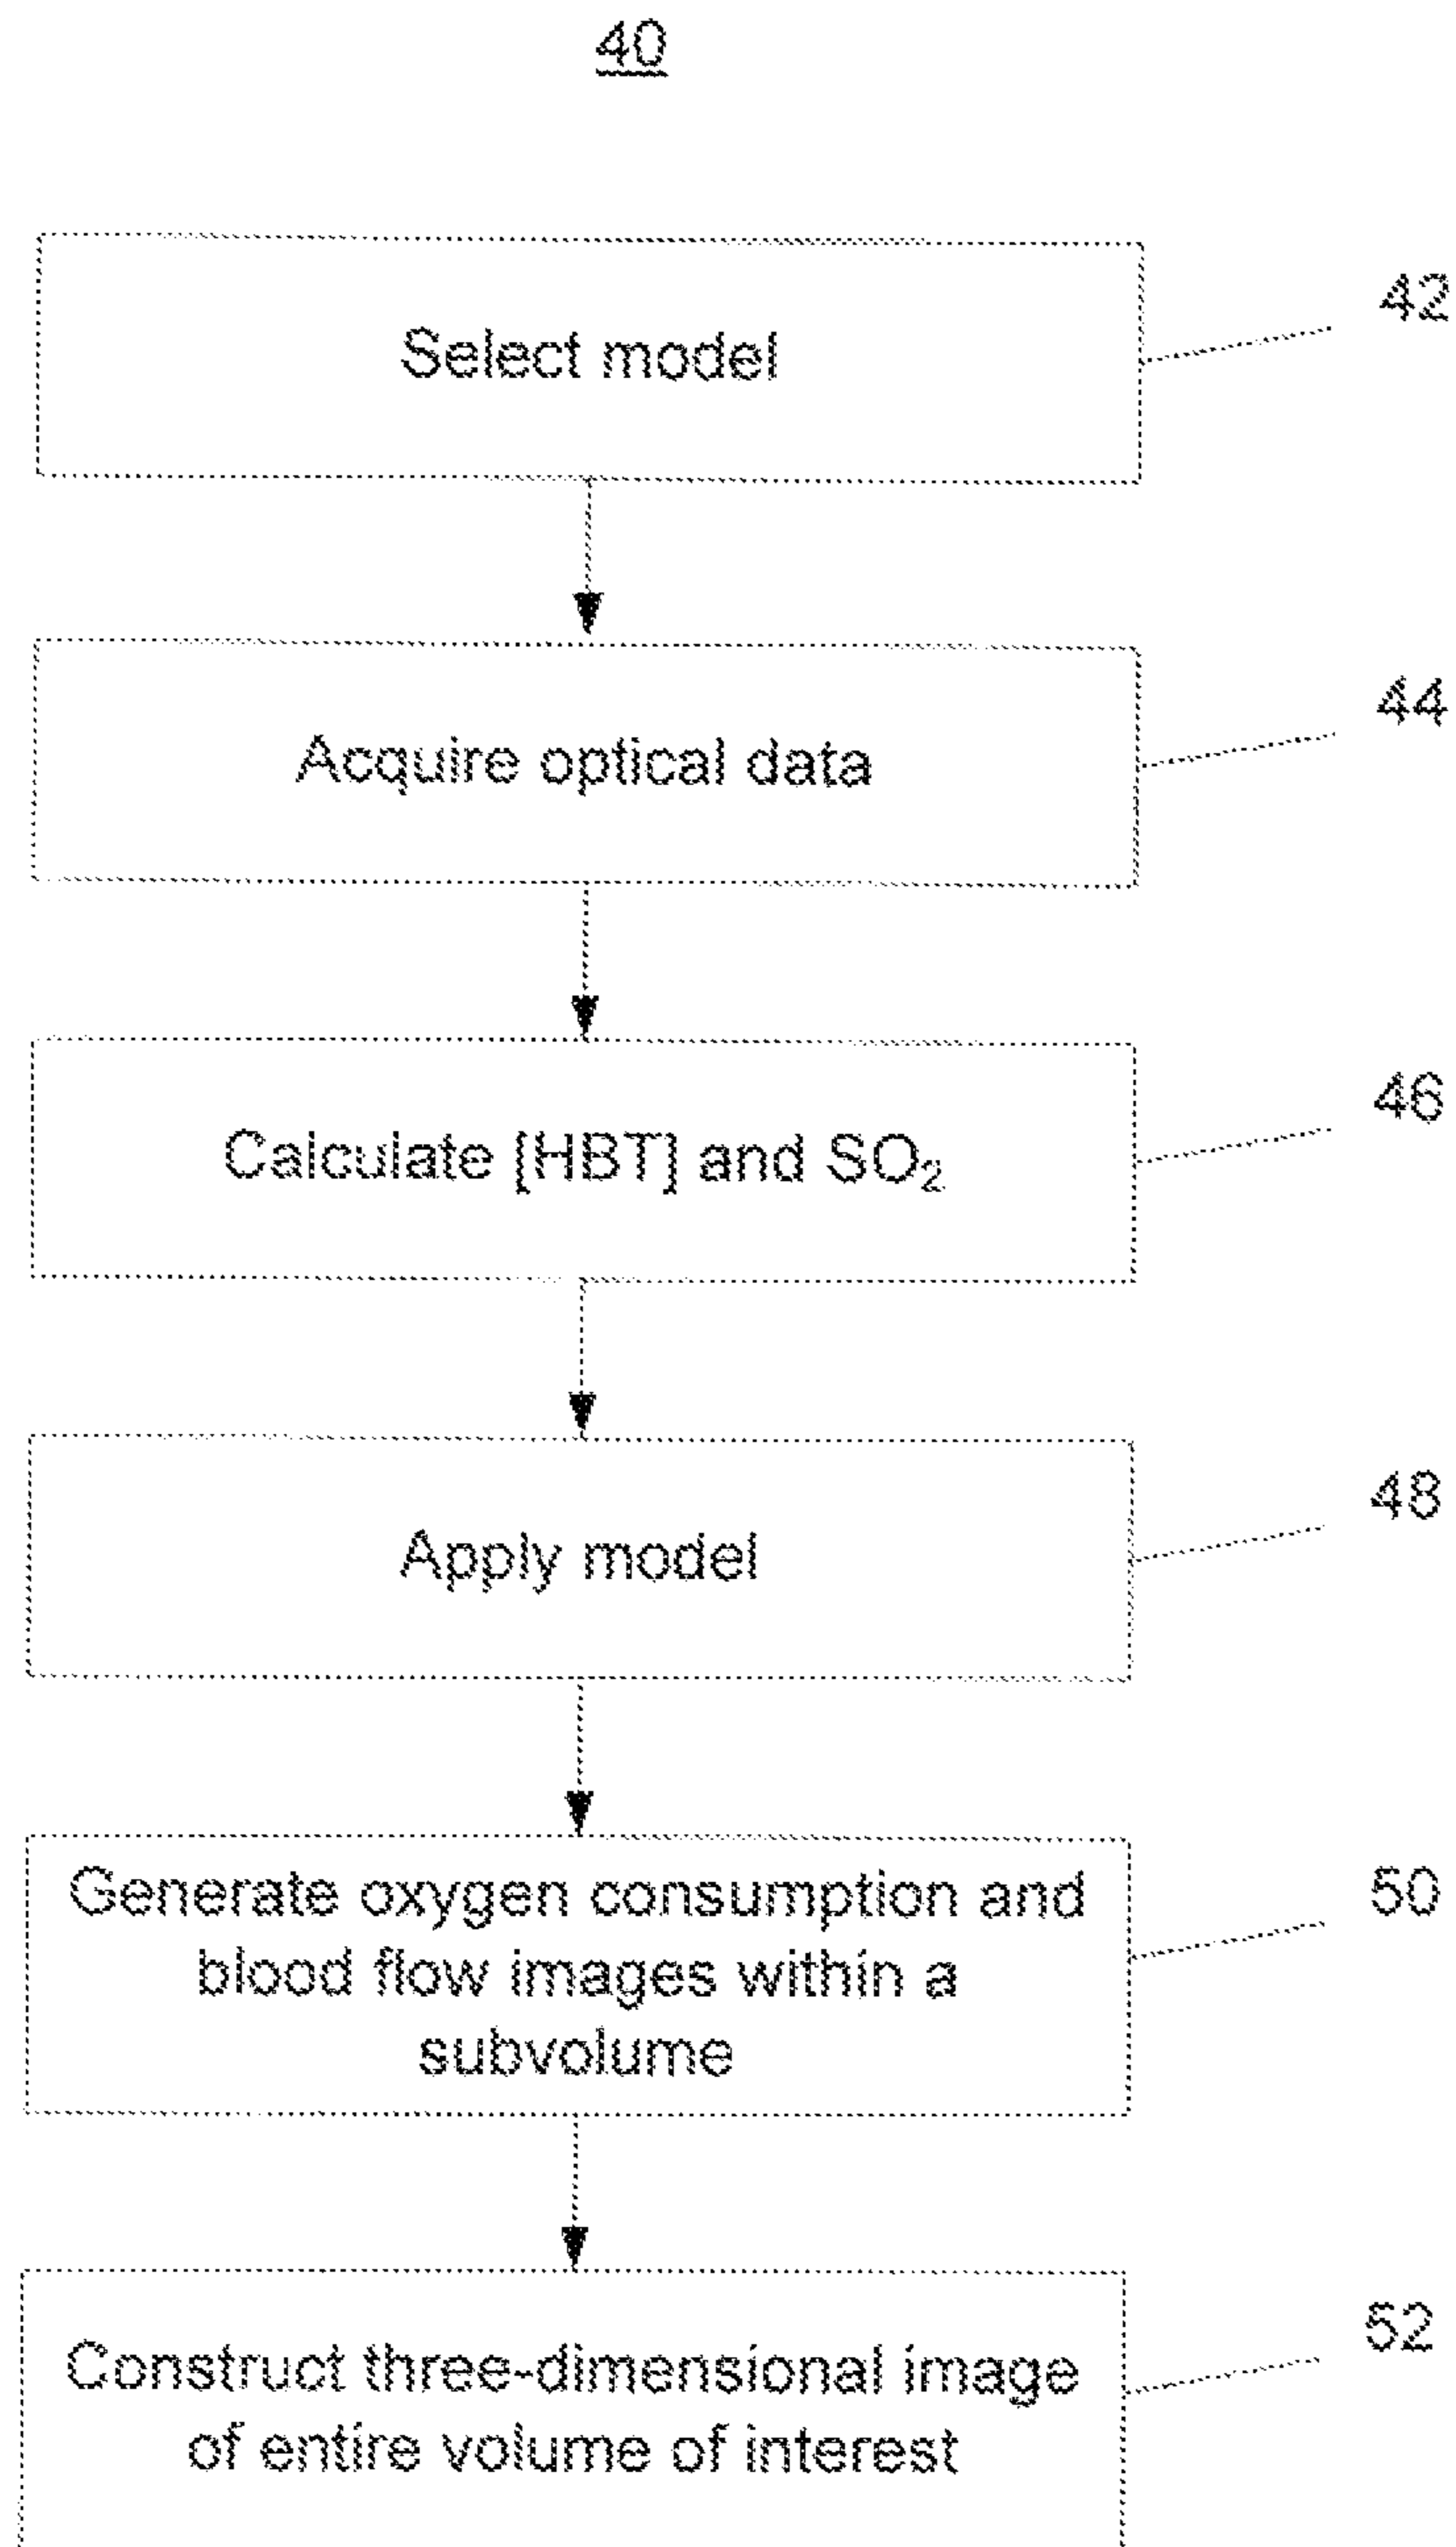 40
Select model
42
Acquire optical data
44
Calculate [HBT] and SO₂
46
Apply model
48
Generate oxygen consumption and
blood flow images within a
subvolume
50
Construct three-dimensional image
of entire volume of interest
52